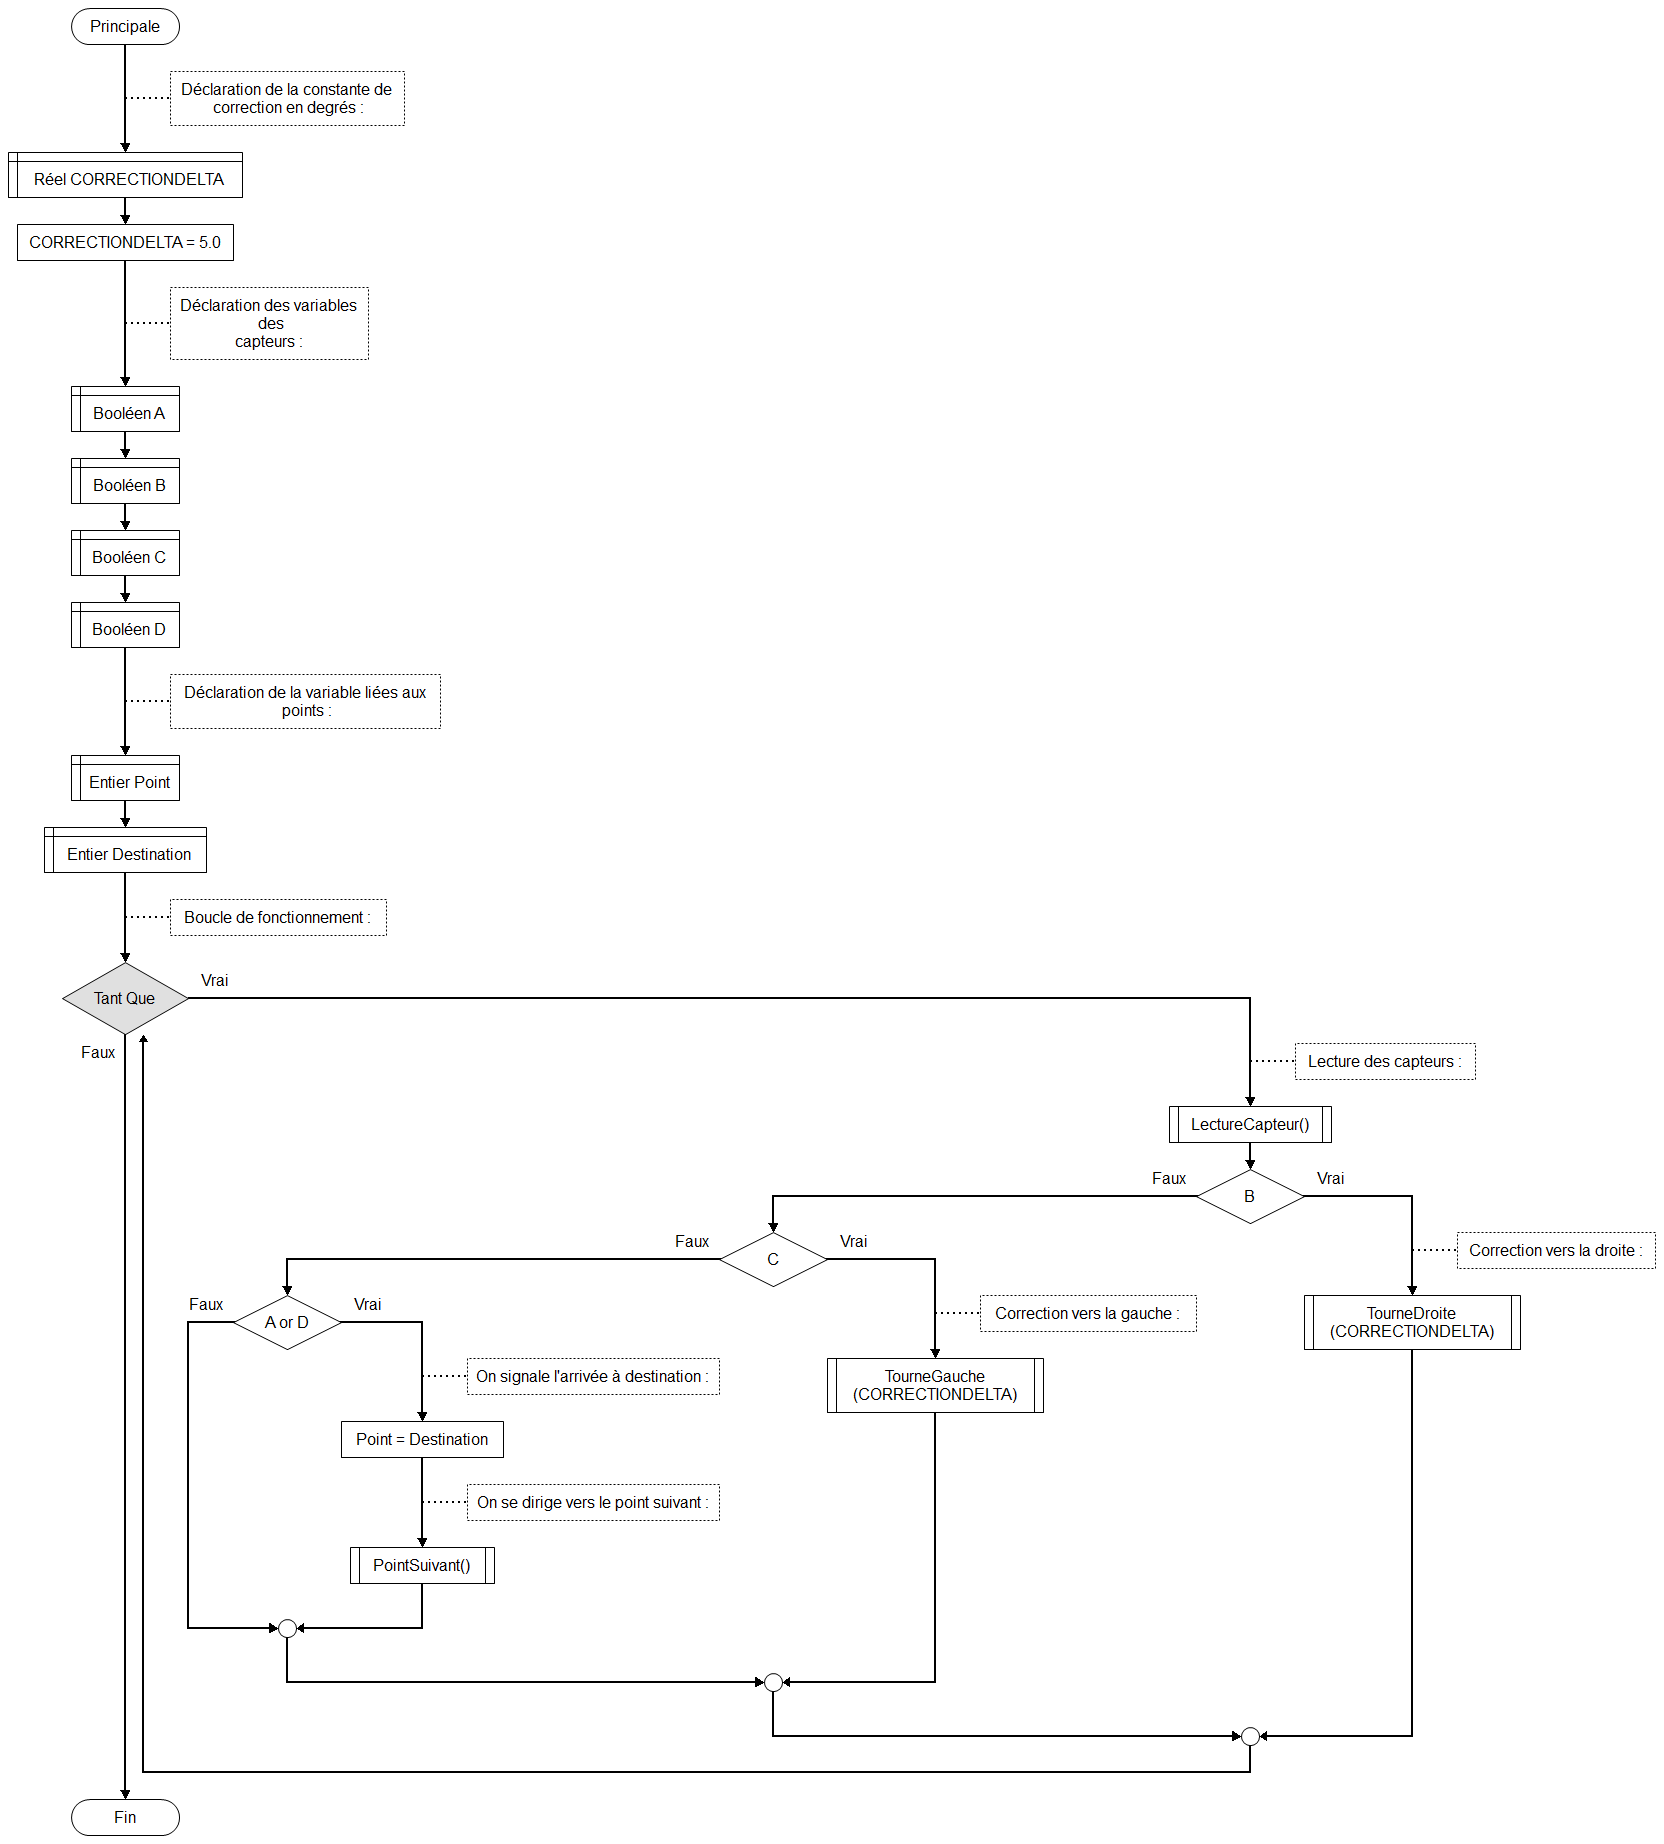 Principale
Déclaration de la constante de
correction en degrés :
Réel CORRECTIONDELTA
CORRECTIONDELTA = 5.0
Déclaration des variables
des
capteurs :
Booléen A
Booléen B
Booléen C
Booléen D
Déclaration de la variable liées aux
points :
Entier Point
Entier Destination
Boucle de fonctionnement :
Tant Que
Vrai
Faux
Lecture des capteurs :
LectureCapteur()
Faux
B
Vrai
Correction vers la droite :
TourneDroite
(CORRECTIONDELTA)
Faux
C
Vrai
Correction vers la gauche :
TourneGauche
(CORRECTIONDELTA)
Faux
A or D
Vrai
On signale l'arrivée à destination :
Point = Destination
On se dirige vers le point suivant :
PointSuivant()
Fin